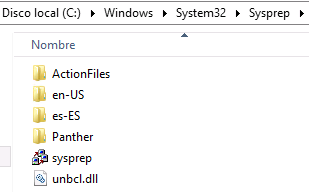 Disco local (C:) ▸ Windows ▸ System32 ▸ Sysprep ▸
Nombre
ActionFiles
en-US
es-ES
Panther
sysprep
unbcl.dll